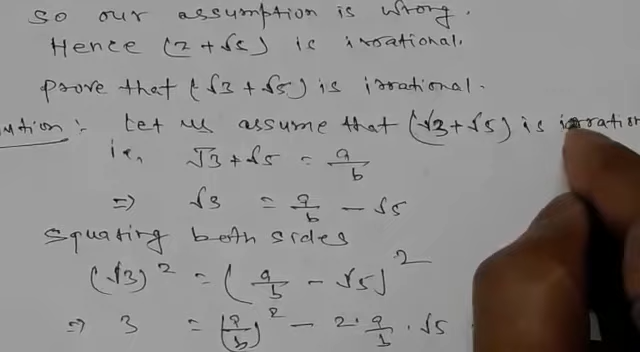 So our assumption is wrong.
Hence (2 + √5) is irrational.
Prove that (√3 + √5) is irrational.
ution:- Let us assume that (√3 + √5) is irration
i.e, √3 + √5 = a/b
⇒ √3 = a/b - √5
Squaring both sides
(√3)² = (a/b - √5)²
⇒ 3 = (a/b)² - 2·a/b·√5